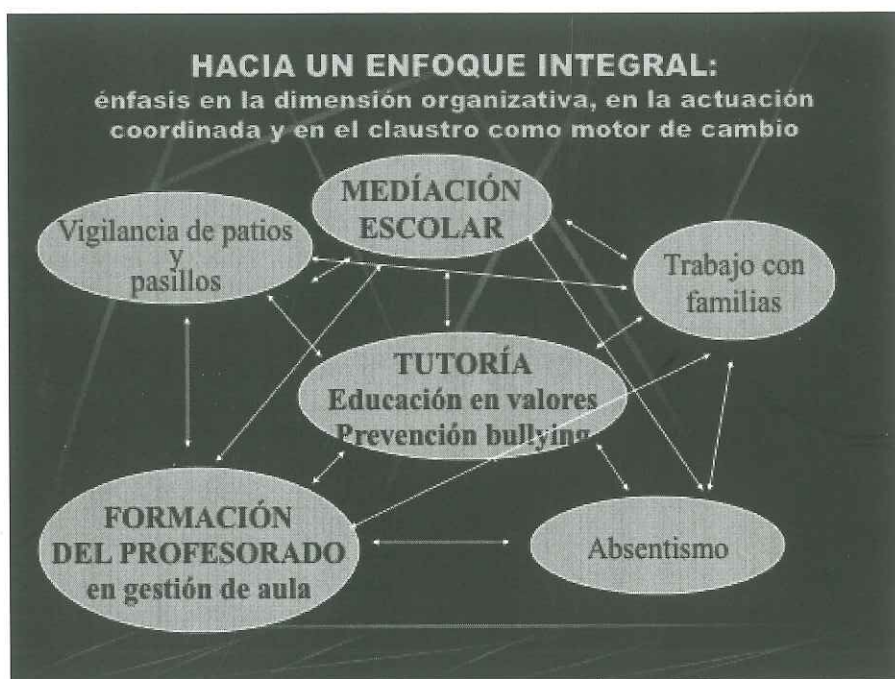 HACIA UN ENFOQUE INTEGRAL:
énfasis en la dimensión organizativa, en la actuación
coordinada y en el claustro como motor de cambio
MEDÍACIÓN
ESCOLAR
Vigilancia de patios
y
pasillos
Trabajo con
familias
TUTORÍA
Educación en valores
Prevención bullying
FORMACIÓN
DEL PROFESORADO
en gestión de aula
Absentismo